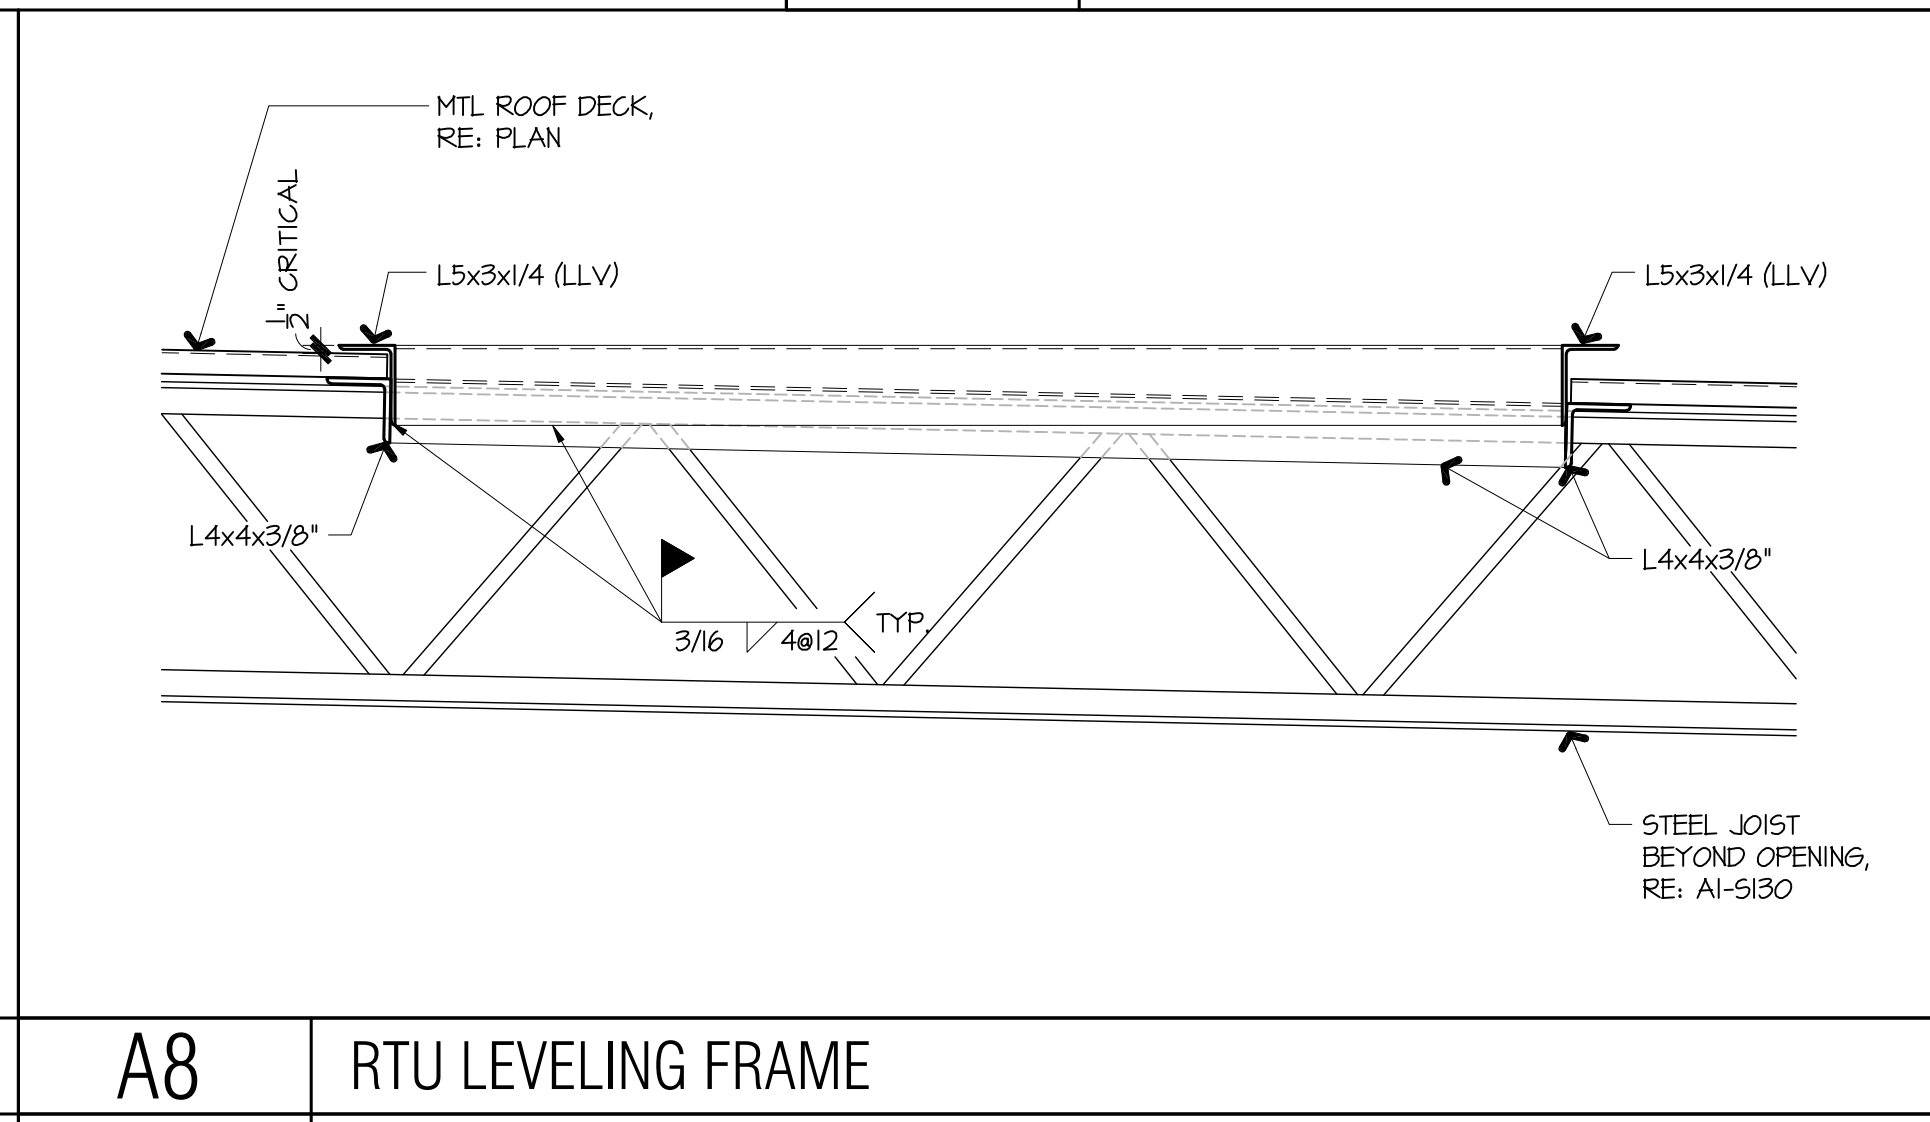 MTL ROOF DECK,
RE: PLAN
1/2" CRITICAL
L5x3x1/4 (LLV)
L5x3x1/4 (LLV)
L4x4x3/8"
L4x4x3/8"
3/16 4@12 TYP.
STEEL JOIST
BEYOND OPENING,
RE: A1-S130
A8 RTU LEVELING FRAME